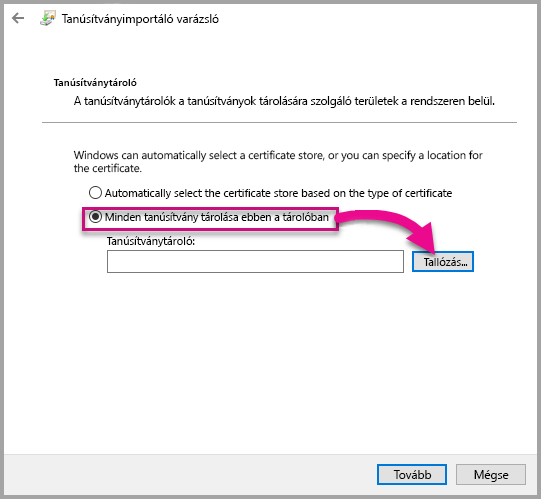 Tanúsítványimportáló varázsló
Tanúsítványtároló
A tanúsítványtárolók a tanúsítványok tárolására szolgáló területek a rendszeren belül.
Windows can automatically select a certificate store, or you can specify a location for
the certificate.
Automatically select the certificate store based on the type of certificate
Minden tanúsítvány tárolása ebben a tárolóban
Tanúsítványtároló:
Tallózás...
Tovább
Mégse